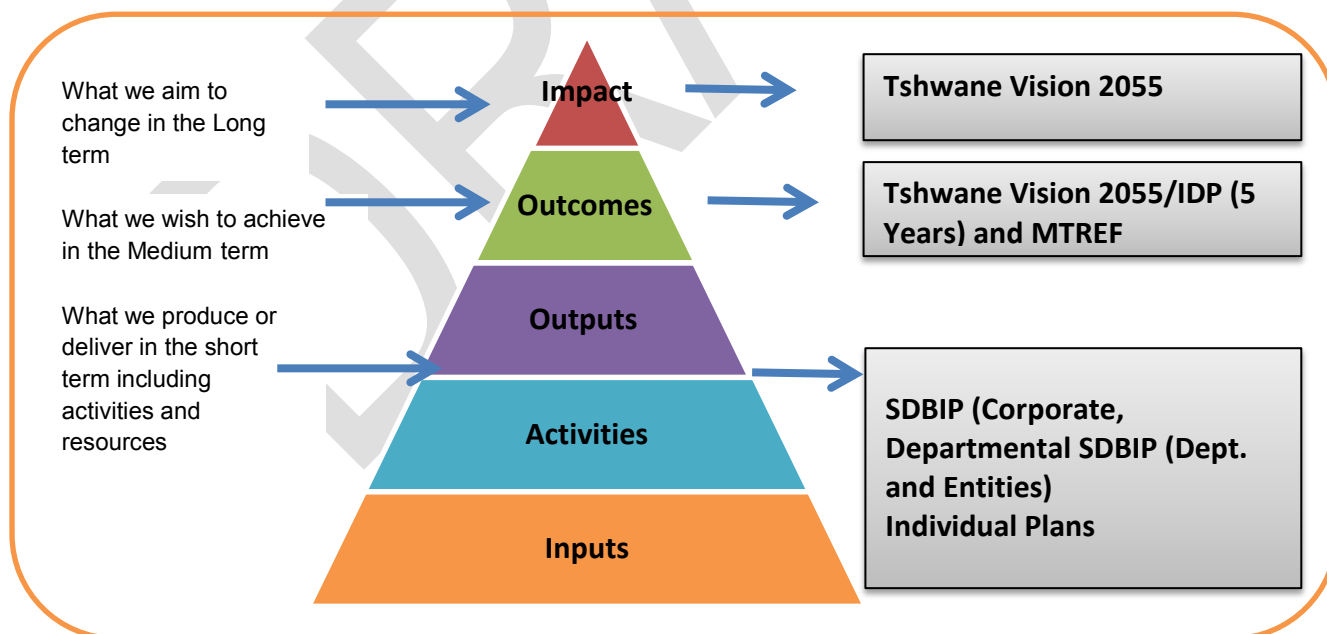 What we aim to
change in the Long
term
What we wish to achieve
in the Medium term
What we produce or
deliver in the short
term including
activities and
resources
Impact
Outcomes
Outputs
Activities
Inputs
Tshwane Vision 2055
Tshwane Vision 2055/IDP (5
Years) and MTREF
SDBIP (Corporate,
Departmental SDBIP (Dept.
and Entities)
Individual Plans